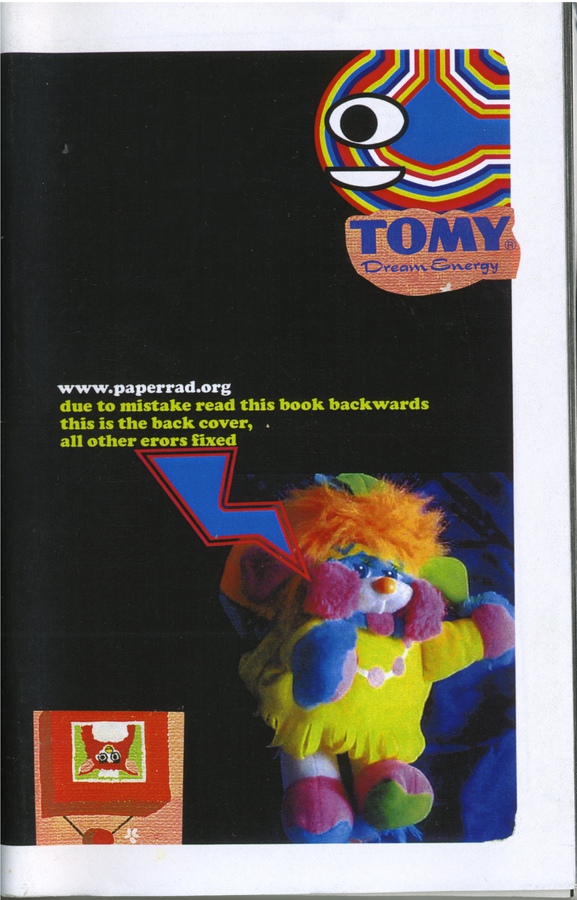 TOMY®
Dream Energy
www.paperrad.org
due to mistake read this book backwards
this is the back cover,
all other erors fixed